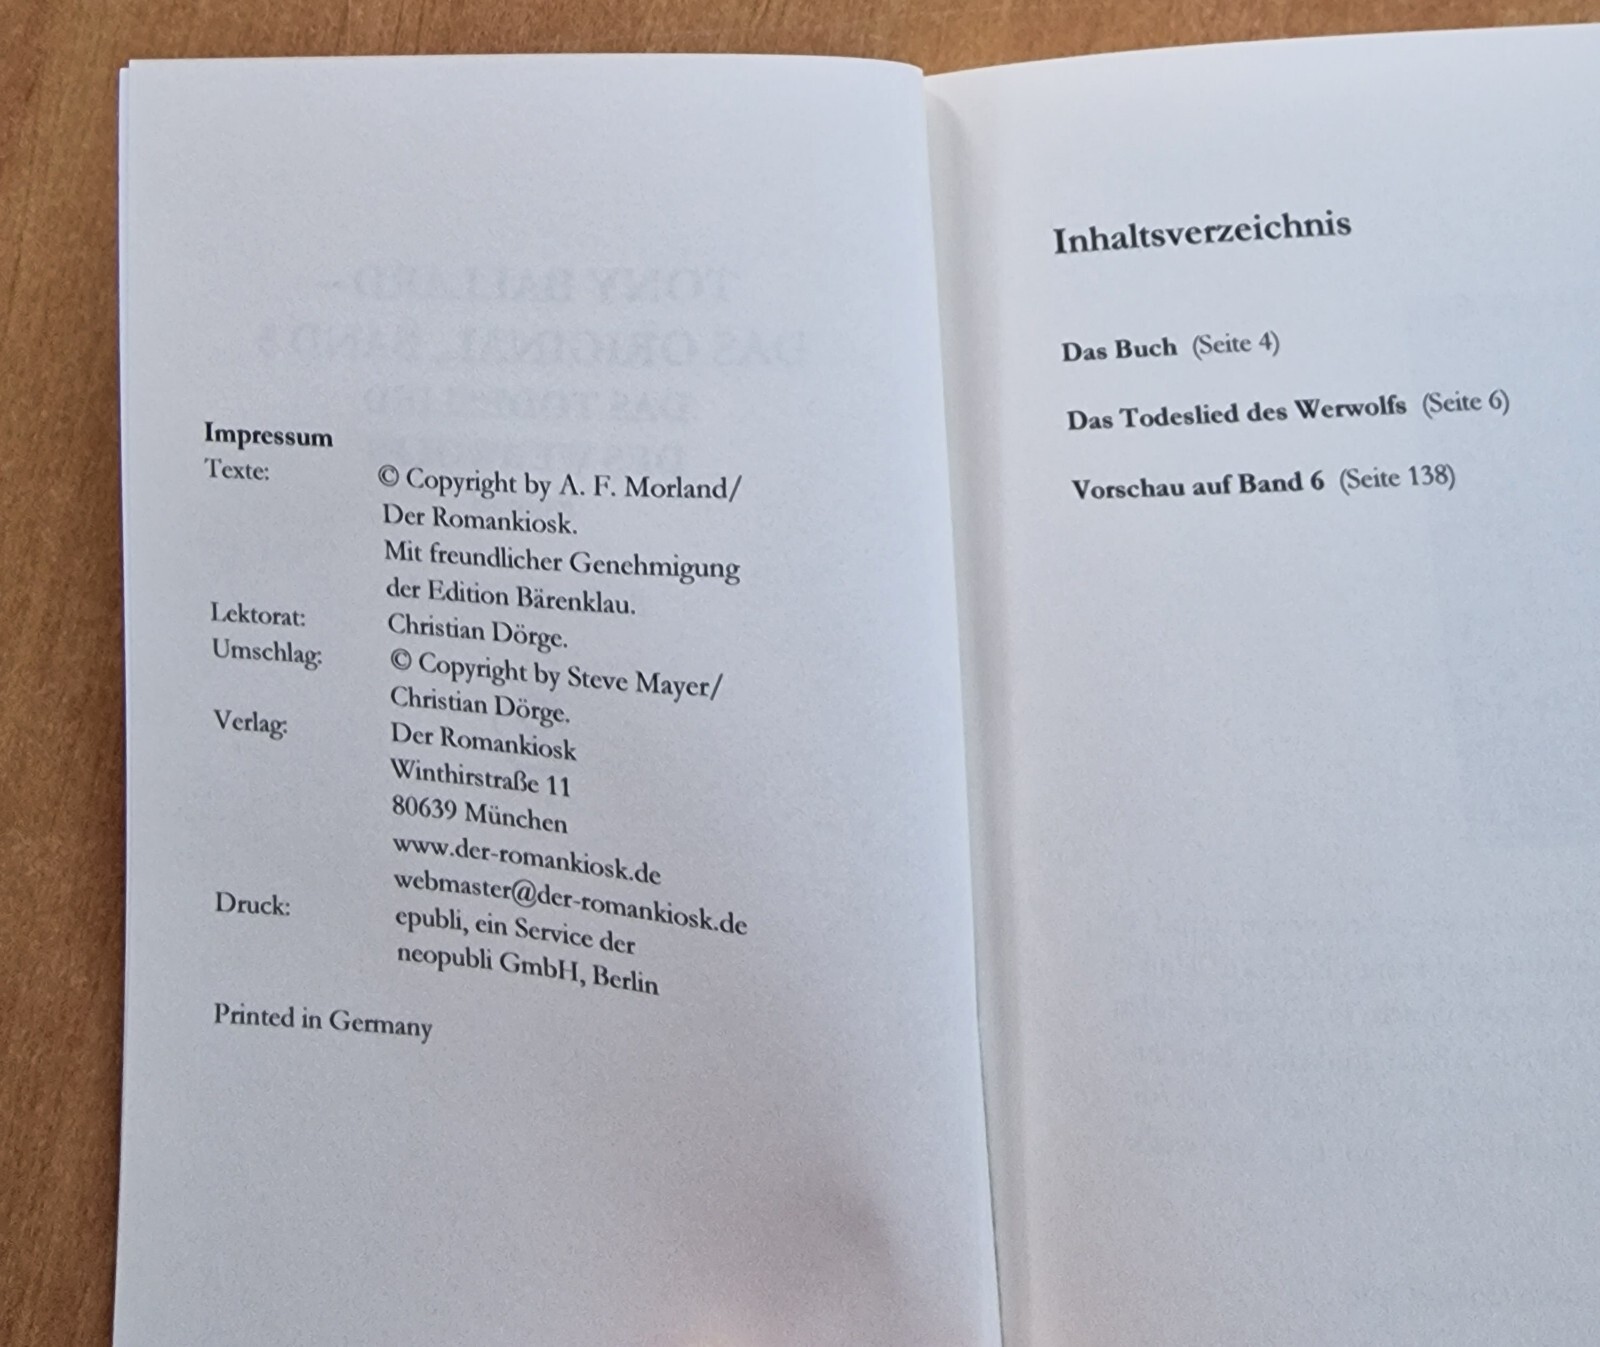 Impressum
Texte: © Copyright by A. F. Morland/
Der Romankiosk.
Mit freundlicher Genehmigung
der Edition Bärenklau.
Lektorat: Christian Dörge.
Umschlag: © Copyright by Steve Mayer/
Christian Dörge.
Verlag: Der Romankiosk
Winthirstraße 11
80639 München
www.der-romankiosk.de
webmaster@der-romankiosk.de
Druck: epubli, ein Service der
neopubli GmbH, Berlin
Printed in Germany
Inhaltsverzeichnis
Das Buch (Seite 4)
Das Todeslied des Werwolfs (Seite 6)
Vorschau auf Band 6 (Seite 138)